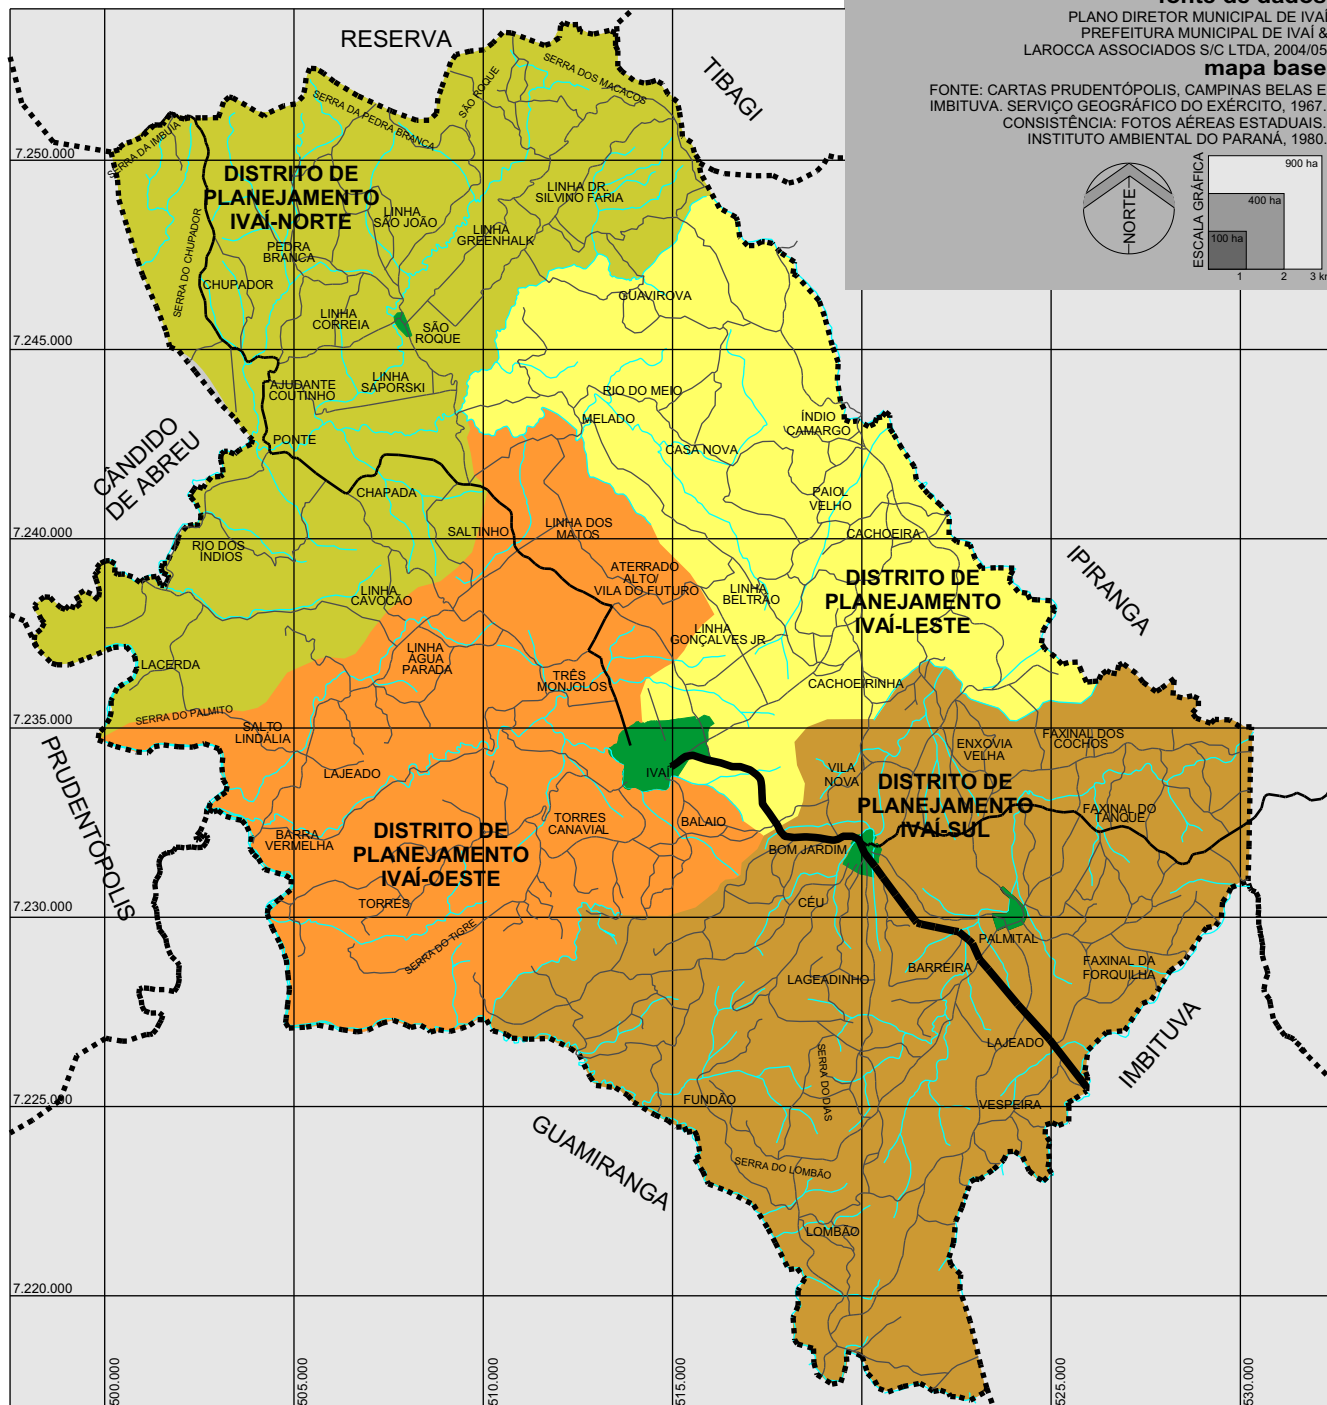 fonte de dados
PLANO DIRETOR MUNICIPAL DE IVAÍ
PREFEITURA MUNICIPAL DE IVAÍ &
LAROCCA ASSOCIADOS S/C LTDA, 2004/05
mapa base
FONTE: CARTAS PRUDENTÓPOLIS, CAMPINAS BELAS E
IMBITUVA. SERVIÇO GEOGRÁFICO DO EXÉRCITO, 1967.
CONSISTÊNCIA: FOTOS AÉREAS ESTADUAIS.
INSTITUTO AMBIENTAL DO PARANÁ, 1980.
NORTE
ESCALA GRÁFICA
900 ha
400 ha
100 ha
1 2 3 km
RESERVA
TIBAGI
SERRA DOS MACACOS
SÃO ROQUE
SERRA DA PEDRA BRANCA
SERRA DA IMBUIA
7.250.000
DISTRITO DE
PLANEJAMENTO
IVAÍ-NORTE
LINHA DR.
SILVINO FARIA
LINHA
SÃO JOÃO
LINHA
GREENHALK
PEDRA
BRANCA
SERRA DO CHUPADOR
CHUPADOR
GUAVIROVA
LINHA
CORREIA
SÃO
ROQUE
7.245.000
AJUDANTE
COUTINHO
LINHA
SAPORSKI
RIO DO MEIO
MELADO
ÍNDIO
CAMARGO
PONTE
CASA NOVA
CÂNDIDO
DE ABREU
CHAPADA
PAIOL
VELHO
SALTINHO
LINHA DOS
MATOS
CACHOEIRA
7.240.000
RIO DOS
ÍNDIOS
ATERRADO
ALTO/
VILA DO FUTURO
IPIRANGA
DISTRITO DE
PLANEJAMENTO
IVAÍ-LESTE
LINHA
CAVOCÃO
LINHA
BELTRÃO
LINHA
GONÇALVES JR
LACERDA
LINHA
ÁGUA
PARADA
TRÊS
MONJOLOS
CACHOEIRINHA
SERRA DO PALMITO
7.235.000
SALTO
LINDÁLIA
FAXINAL DOS
COCHOS
ENXOVIA
VELHA
PRUDENTÓPOLIS
LAJEADO
IVAÍ
VILA
NOVA
DISTRITO DE
PLANEJAMENTO
IVAÍ-SUL
FAXINAL DO
TANQUE
BARRA
VERMELHA
DISTRITO DE
PLANEJAMENTO
IVAÍ-OESTE
TORRES
CANAVIAL
BALAIO
BOM JARDIM
TORRES
CÉU
7.230.000
SERRA DO TIGRE
PALMITAL
BARREIRA
FAXINAL DA
FORQUILHA
LAGEADINHO
LAJEADO
IMBITUVA
SERRA DO DIAS
FUNDÃO
VESPEIRA
7.225.000
GUAMIRANGA
SERRA DO LOMBÃO
LOMBÃO
7.220.000
500.000
505.000
510.000
515.000
525.000
530.000